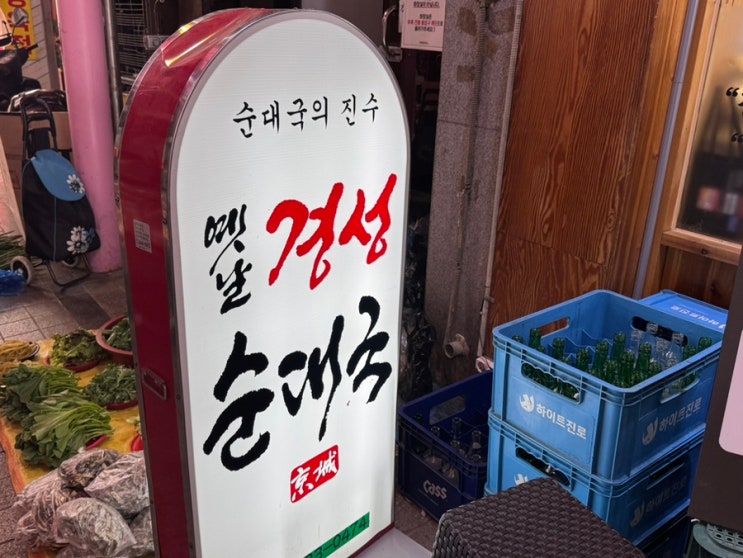 순대국의 진수
옛날 경성
순대국
京城
하이트진로
하이트진로
Cass